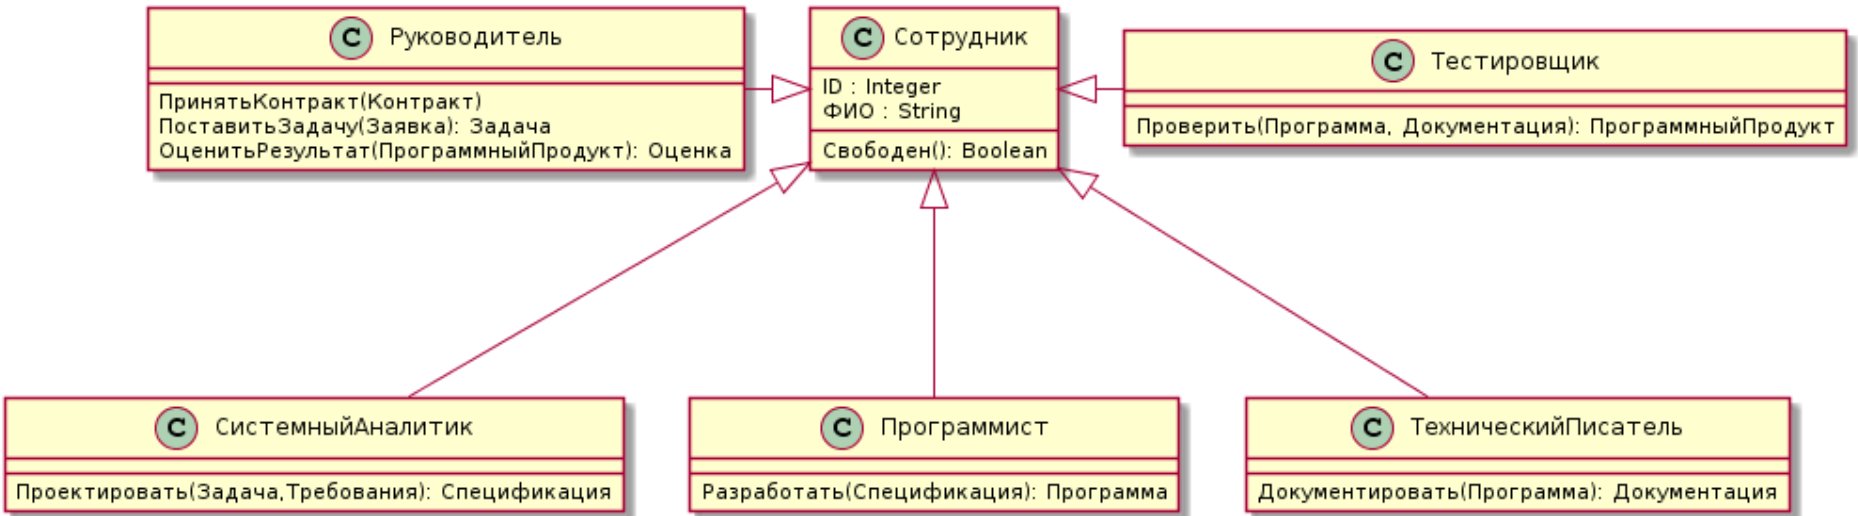 C Руководитель
ПринятьКонтракт(Контракт)
ПоставитьЗадачу(Заявка): Задача
ОценитьРезультат(ПрограммныйПродукт): Оценка
C Сотрудник
ID : Integer
ФИО : String
Свободен(): Boolean
C Тестировщик
Проверить(Программа, Документация): ПрограммныйПродукт
C СистемныйАналитик
Проектировать(Задача,Требования): Спецификация
C Программист
Разработать(Спецификация): Программа
C ТехническийПисатель
Документировать(Программа): Документация